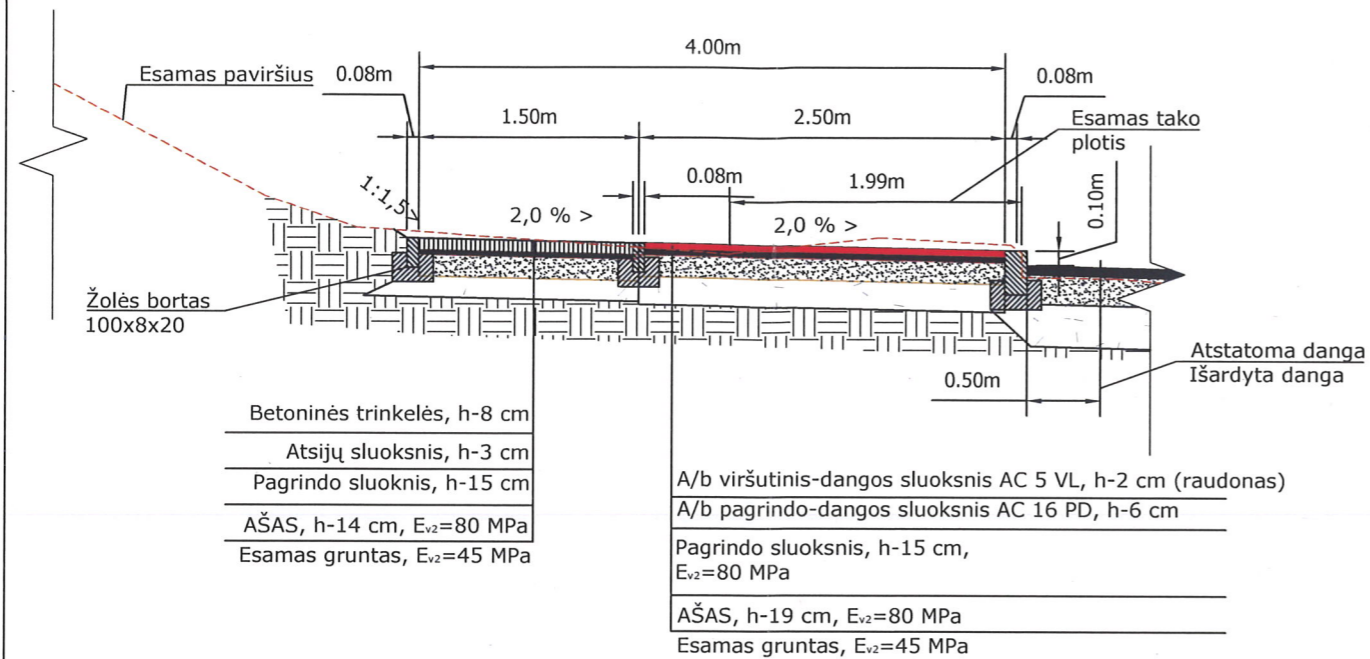 4.00m
Esamas paviršius
0.08m
0.08m
1.50m
2.50m
Esamas tako
plotis
0.08m
1.99m
0.10m
1:1,5>
2,0 % >
2,0 % >
Žolės bortas
100x8x20
Atstatoma danga
Išardyta danga
0.50m
Betoninės trinkelės, h-8 cm
Atsijų sluoksnis, h-3 cm
Pagrindo sluoknis, h-15 cm
AŠAS, h-14 cm, Ev2=80 MPa
Esamas gruntas, Ev2=45 MPa
A/b viršutinis-dangos sluoksnis AC 5 VL, h-2 cm (raudonas)
A/b pagrindo-dangos sluoksnis AC 16 PD, h-6 cm
Pagrindo sluoksnis, h-15 cm,
Ev2=80 MPa
AŠAS, h-19 cm, Ev2=80 MPa
Esamas gruntas, Ev2=45 MPa